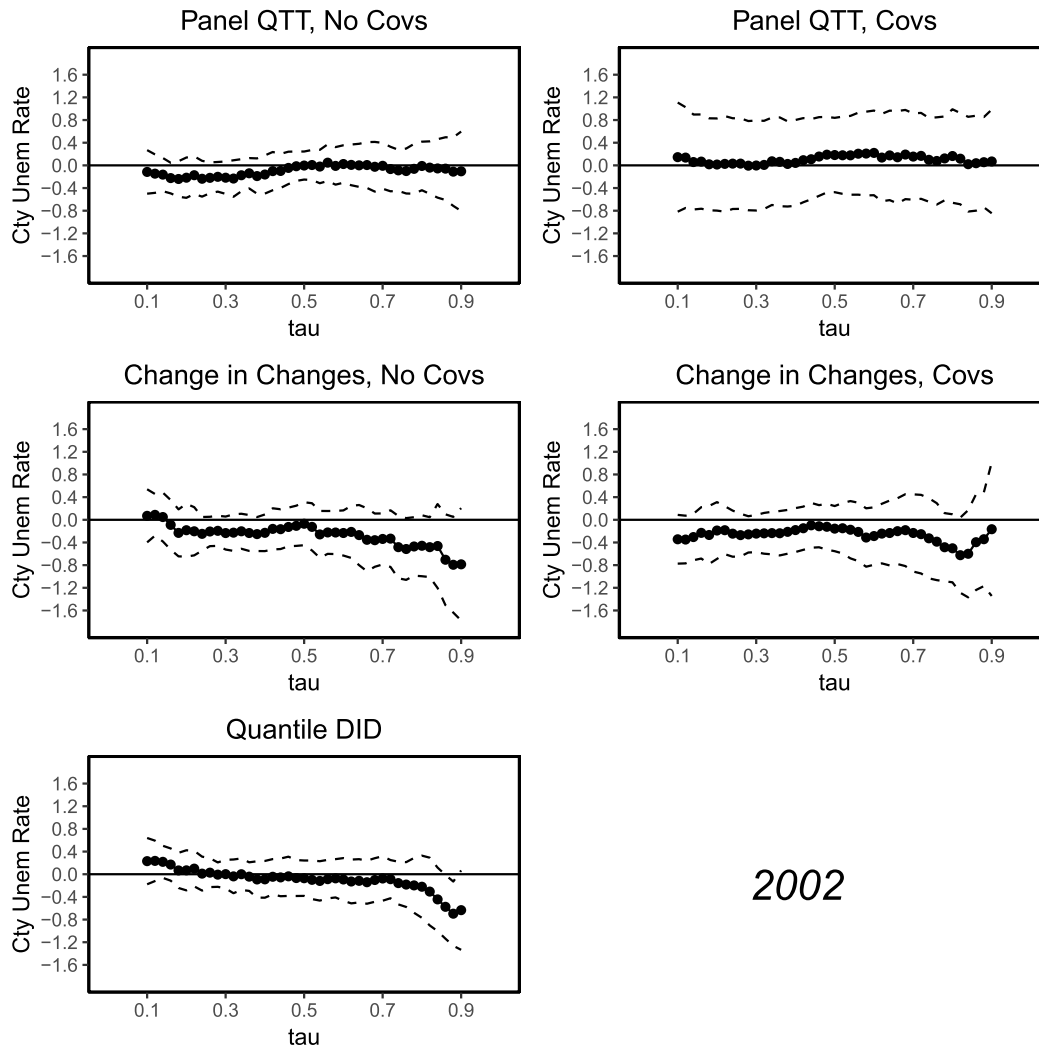 Panel QTT, No Covs
Cty Unem Rate
1.6
1.2
0.8
0.4
0.0
−0.4
−0.8
−1.2
−1.6
0.1 0.3 0.5 0.7 0.9
tau
Panel QTT, Covs
Cty Unem Rate
1.6
1.2
0.8
0.4
0.0
−0.4
−0.8
−1.2
−1.6
0.1 0.3 0.5 0.7 0.9
tau
Change in Changes, No Covs
Cty Unem Rate
1.6
1.2
0.8
0.4
0.0
−0.4
−0.8
−1.2
−1.6
0.1 0.3 0.5 0.7 0.9
tau
Change in Changes, Covs
Cty Unem Rate
1.6
1.2
0.8
0.4
0.0
−0.4
−0.8
−1.2
−1.6
0.1 0.3 0.5 0.7 0.9
tau
Quantile DID
Cty Unem Rate
1.6
1.2
0.8
0.4
0.0
−0.4
−0.8
−1.2
−1.6
0.1 0.3 0.5 0.7 0.9
tau
2002